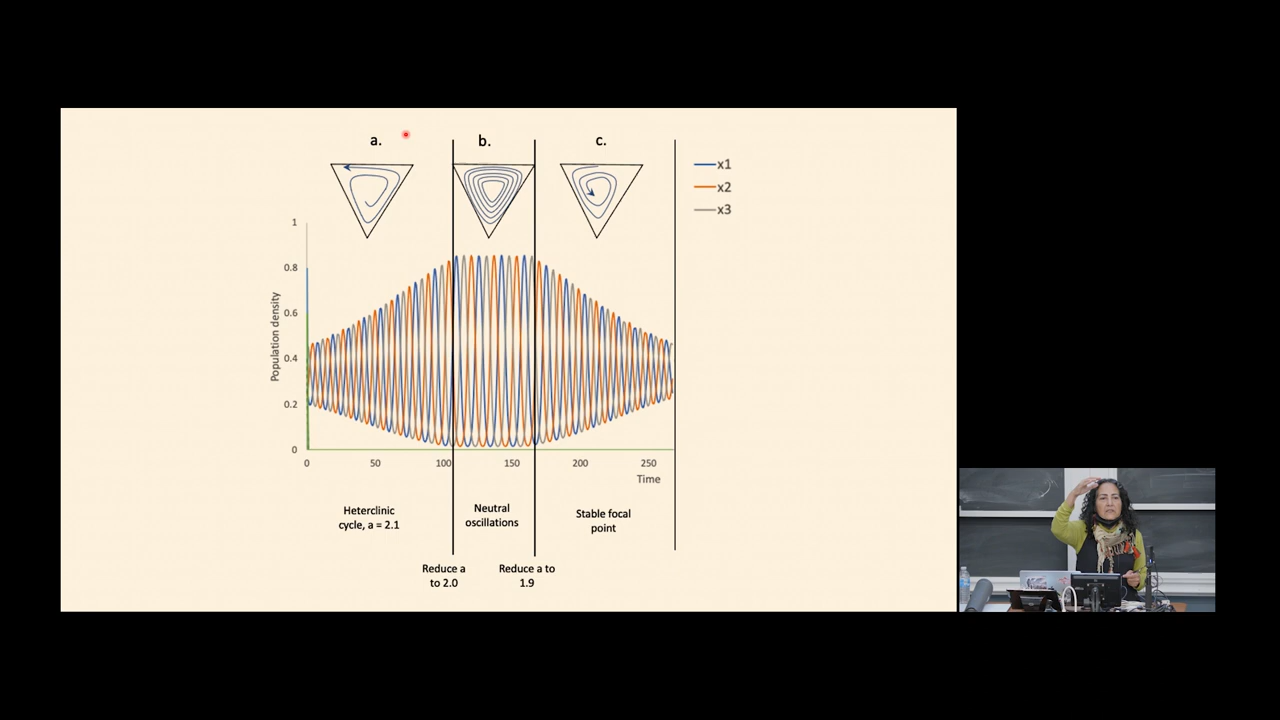 a.
b.
c.
x1
x2
x3
1
0.8
0.6
0.4
0.2
0
Population density
0
50
100
150
200
250
Time
Heterclinic
cycle, a = 2.1
Neutral
oscillations
Stable focal
point
Reduce a
to 2.0
Reduce a to
1.9